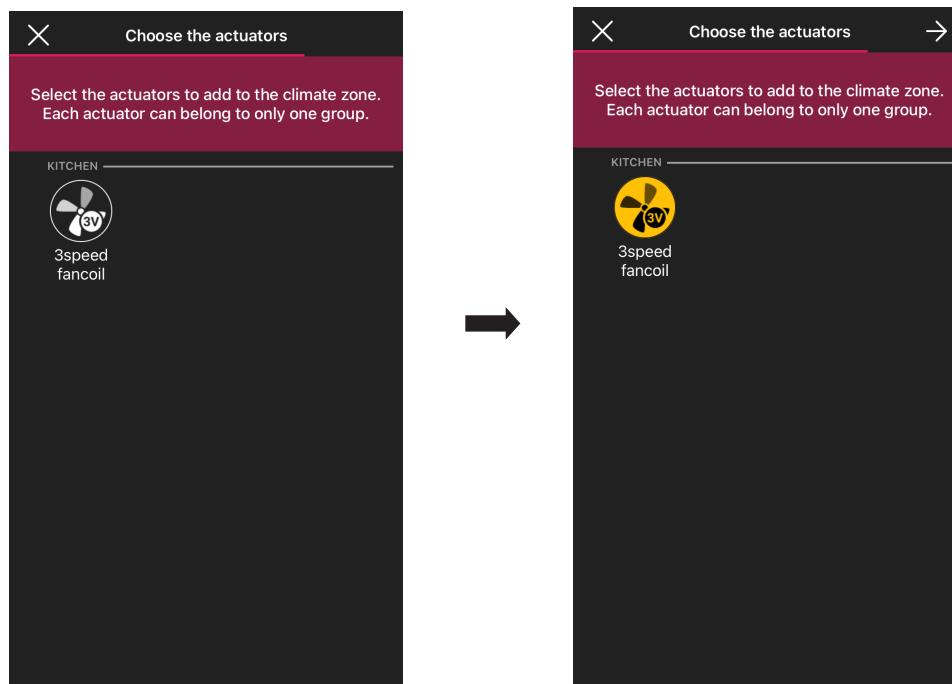 Choose the actuators
Select the actuators to add to the climate zone.
Each actuator can belong to only one group.
KITCHEN
3V
3speed
fancoil
Choose the actuators
Select the actuators to add to the climate zone.
Each actuator can belong to only one group.
KITCHEN
3V
3speed
fancoil